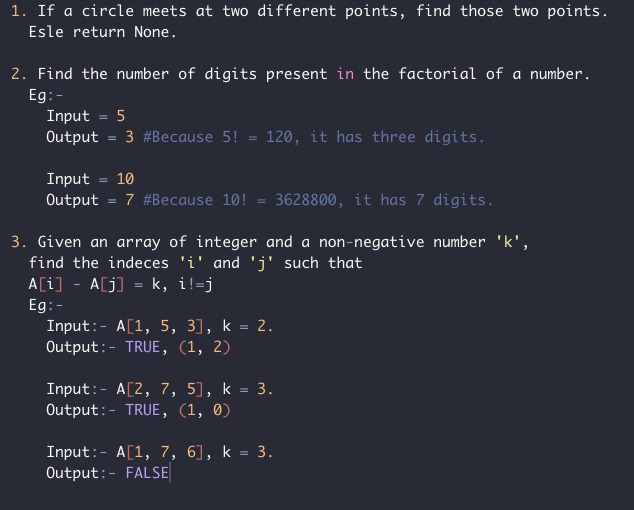 1. If a circle meets at two different points, find those two points.
Esle return None.
2. Find the number of digits present in the factorial of a number.
Eg:-
Input = 5
Output = 3 #Because 5! = 120, it has three digits.
Input = 10
Output = 7 #Because 10! = 3628800, it has 7 digits.
3. Given an array of integer and a non-negative number 'k',
find the indeces 'i' and 'j' such that
A[i] - A[j] = k, i!=j
Eg:-
Input:- A[1, 5, 3], k = 2.
Output:- TRUE, (1, 2)
Input:- A[2, 7, 5], k = 3.
Output:- TRUE, (1, 0)
Input:- A[1, 7, 6], k = 3.
Output:- FALSE